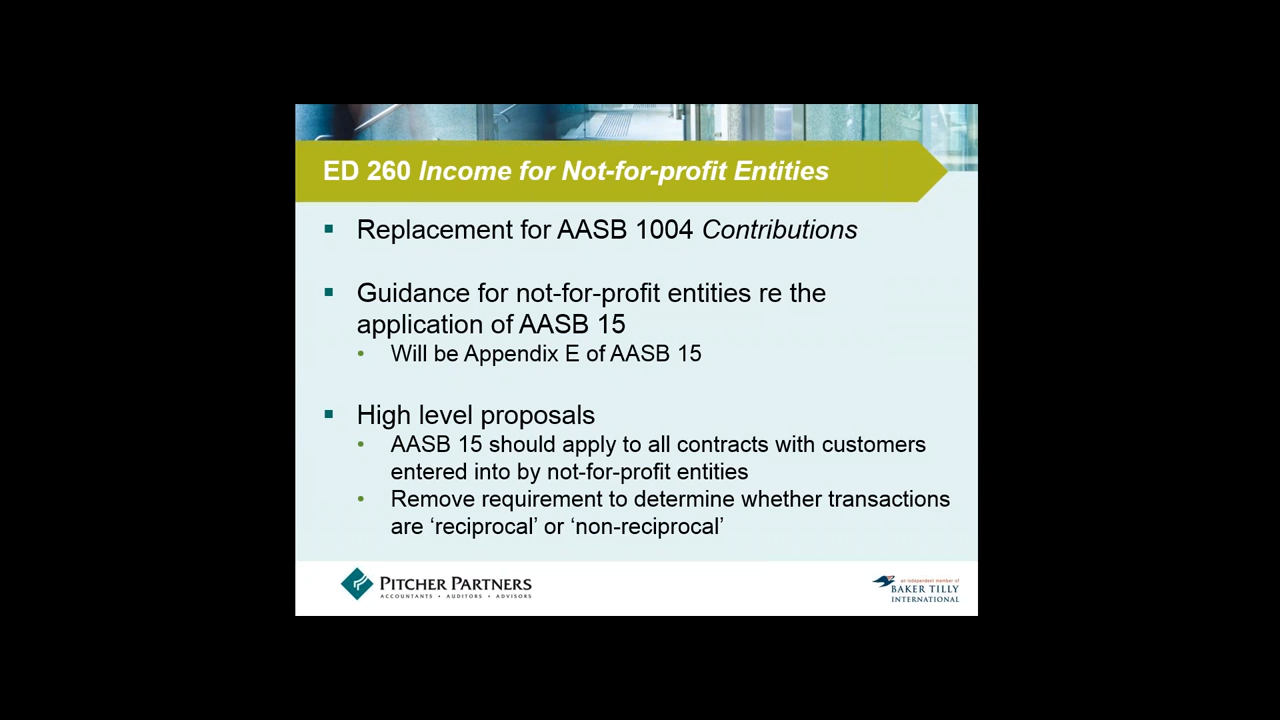 ED 260 Income for Not-for-profit Entities
Replacement for AASB 1004 Contributions
Guidance for not-for-profit entities re the
application of AASB 15
Will be Appendix E of AASB 15
High level proposals
AASB 15 should apply to all contracts with customers
entered into by not-for-profit entities
Remove requirement to determine whether transactions
are ‘reciprocal’ or ‘non-reciprocal’
PITCHER PARTNERS
ACCOUNTANTS • AUDITORS • ADVISORS
an independent member of
BAKER TILLY
INTERNATIONAL